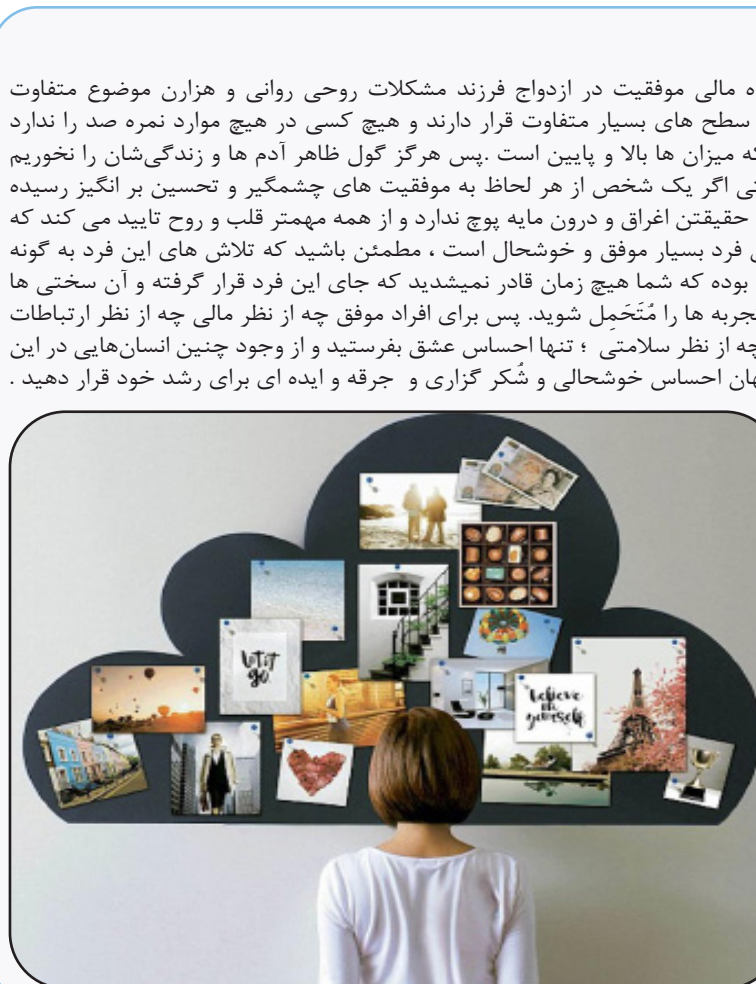 ه مالی موفقیت در ازدواج فرزند مشکلات روحی روانی و هزارن موضوع متفاوت
سطح های بسیار متفاوت قرار دارند و هیچ کسی در هیچ موارد نمره صد را ندارد
که میزان ها بالا و پایین است .پس هرگز گول ظاهر آدم ها و زندگی‌شان را نخوریم
تی اگر یک شخص از هر لحاظ به موفقیت های چشمگیر و تحسین بر انگیز رسیده
حقیقتن اغراق و درون مایه پوچ ندارد و از همه مهمتر قلب و روح تایید می کند که
فرد بسیار موفق و خوشحال است ، مطمئن باشید که تلاش های این فرد به گونه
بوده که شما هیچ زمان قادر نمیشدید که جای این فرد قرار گرفته و آن سختی ها
جربه ها را مُتَحَمِل شوید. پس برای افراد موفق چه از نظر مالی چه از نظر ارتباطات
چه از نظر سلامتی ؛ تنها احساس عشق بفرستید و از وجود چنین انسان‌هایی در این
هان احساس خوشحالی و شُکر گزاری و جرقه و ایده ای برای رشد خود قرار دهید .
let it
go.
believe
in
yourself